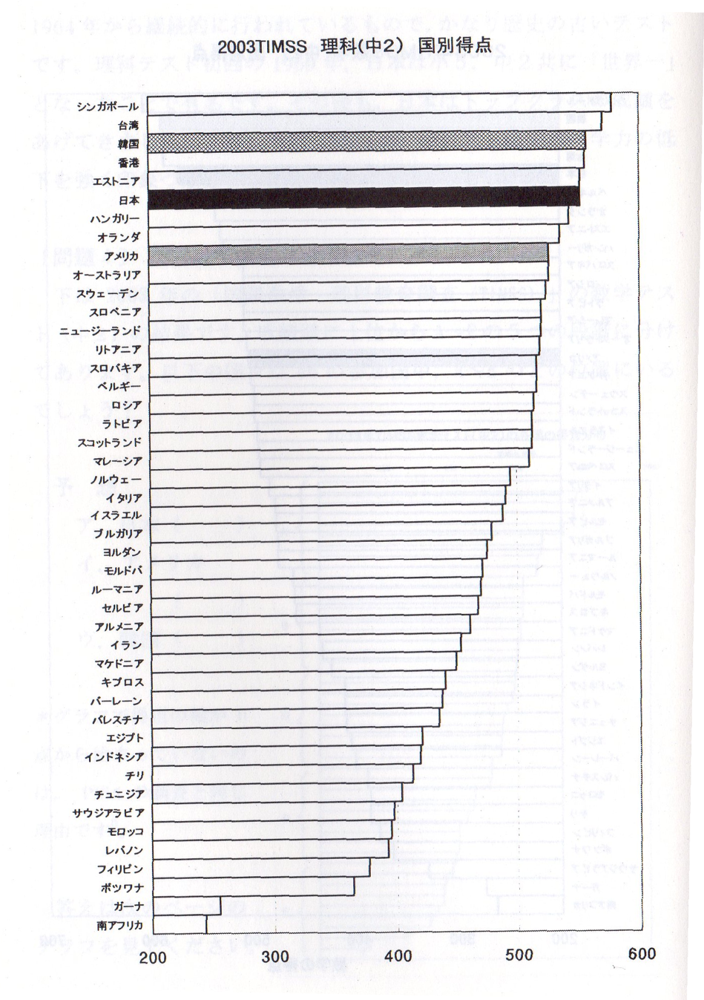 2003TIMSS 理科(中2) 国別得点
シンガポール
台湾
韓国
香港
エストニア
日本
ハンガリー
オランダ
アメリカ
オーストラリア
スウェーデン
スロベニア
ニュージーランド
リトアニア
スロバキア
ベルギー
ロシア
ラトビア
スコットランド
マレーシア
ノルウェー
イタリア
イスラエル
ブルガリア
ヨルダン
モルドバ
ルーマニア
セルビア
アルメニア
イラン
マケドニア
キプロス
バーレーン
パレスチナ
エジプト
インドネシア
チリ
チュニジア
サウジアラビア
モロッコ
レバノン
フィリピン
ボツワナ
ガーナ
南アフリカ
200 300 400 500 600